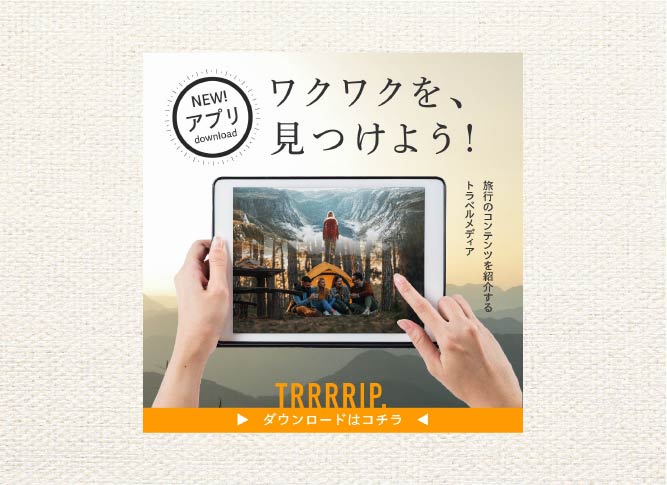 NEW!
アプリ
download
ワクワクを、
見つけよう!
旅行のコンテンツを紹介する
トラベルメディア
TRRRRIP.
▶ ダウンロードはコチラ ◀